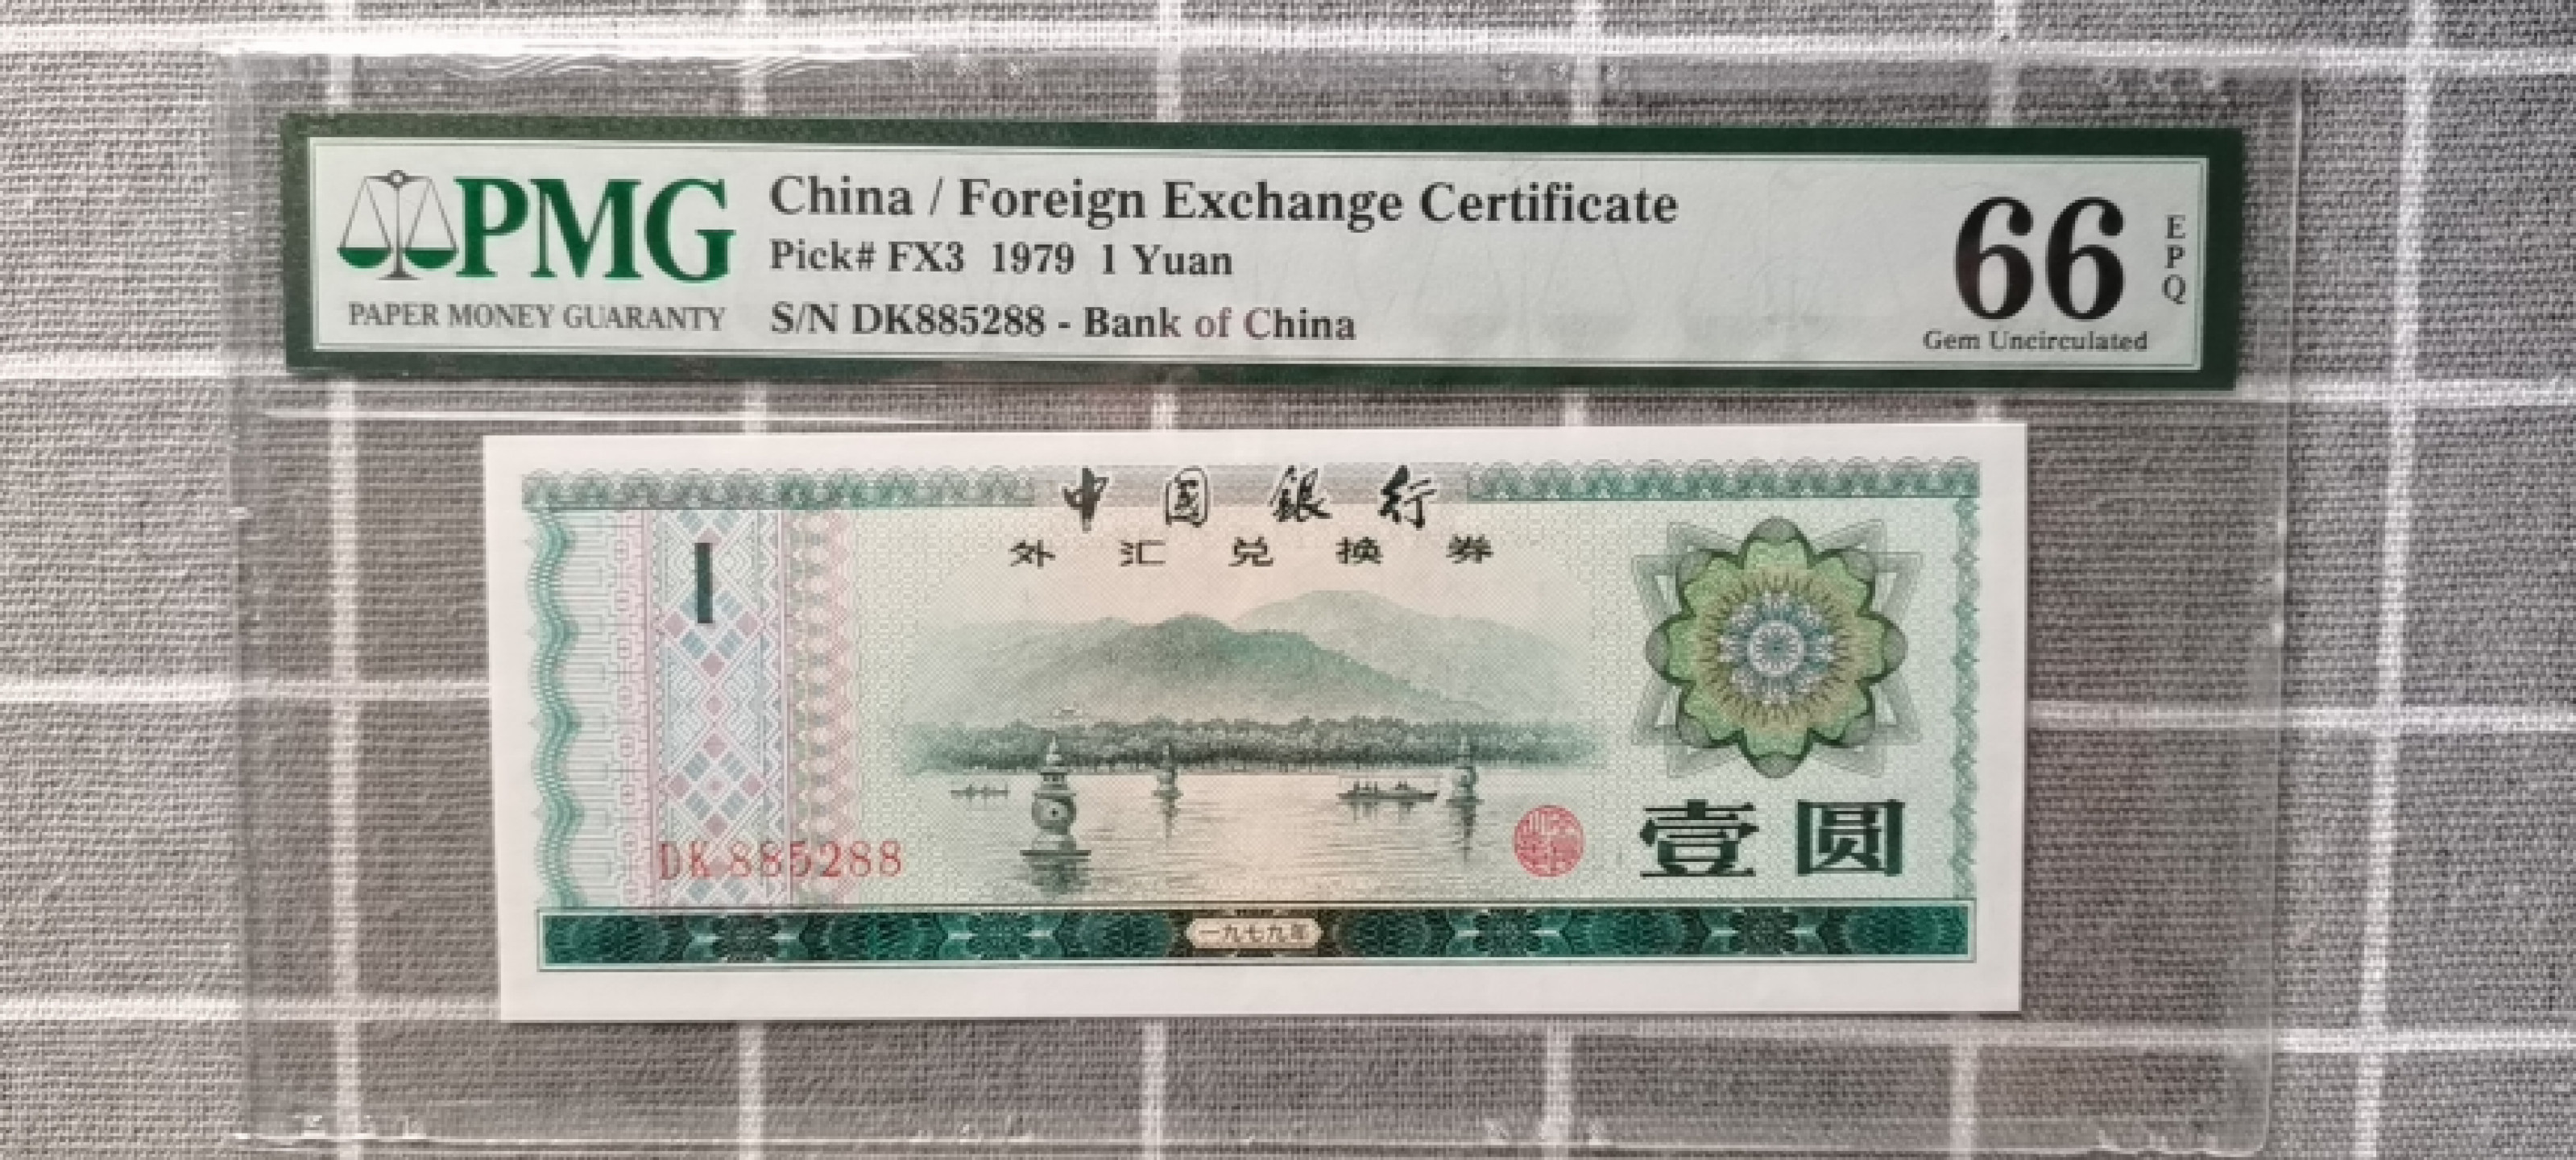 PMG
PAPER MONEY GUARANTY
China / Foreign Exchange Certificate
Pick# FX3 1979 1 Yuan
S/N DK885288 - Bank of China
66
EPQ
Gem Uncirculated
中國銀行
外汇兑换券
1
DK 885288
壹圆
一九七九年